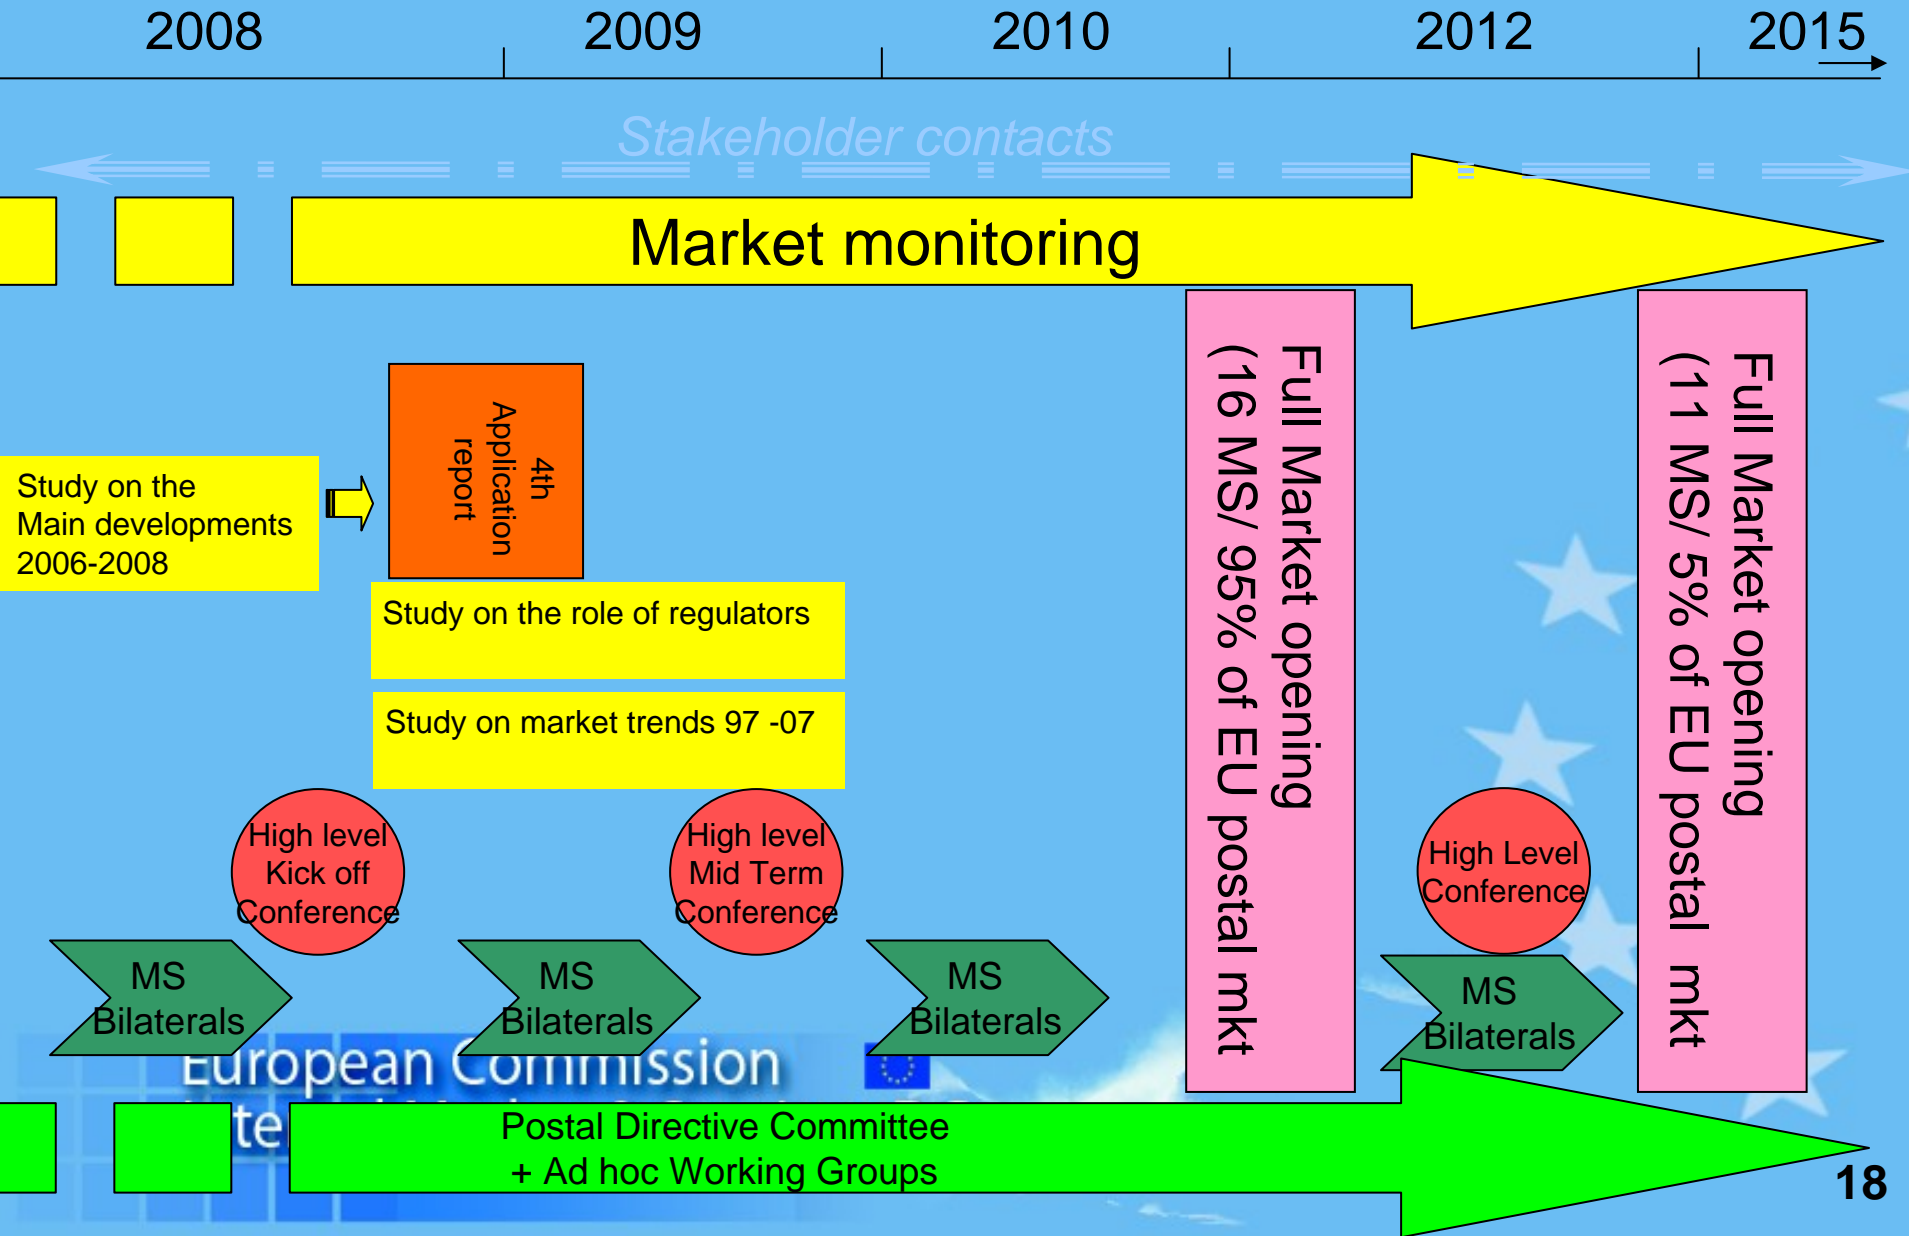 2008 2009 2010 2012 2015
Stakeholder contacts
Market monitoring
4th
Application
report
Study on the
Main developments
2006-2008
Study on the role of regulators
Study on market trends 97 -07
High level
Kick off
Conference
High level
Mid Term
Conference
High Level
Conference
MS
Bilaterals
MS
Bilaterals
MS
Bilaterals
MS
Bilaterals
Full Market opening
(16 MS/ 95% of EU postal mkt
Full Market opening
(11 MS/ 5% of EU postal mkt
European Commission
Postal Directive Committee
+ Ad hoc Working Groups
18